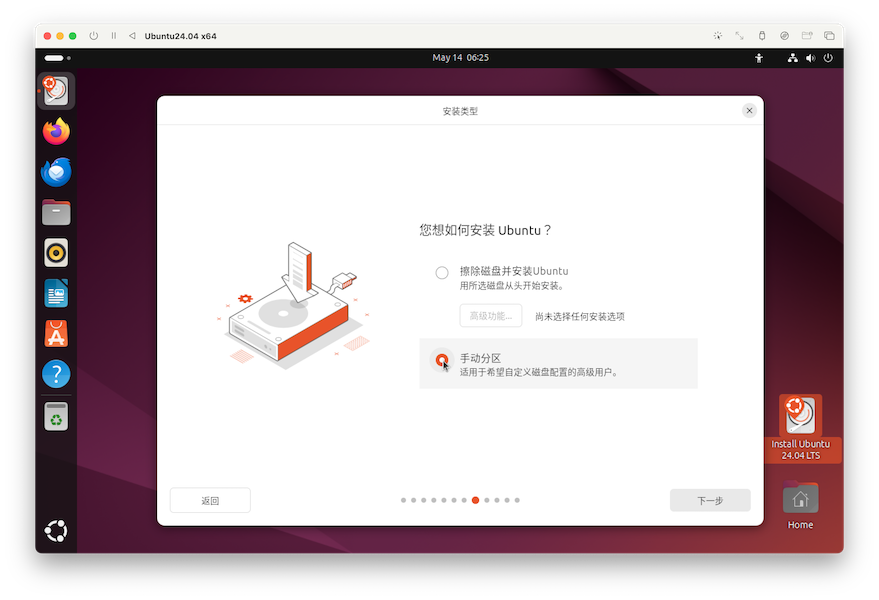 Ubuntu24.04 x64
May 14 06:25
安装类型
您想如何安装 Ubuntu？
擦除磁盘并安装Ubuntu
用所选磁盘从头开始安装。
高级功能...
尚未选择任何安装选项
手动分区
适用于希望自定义磁盘配置的高级用户。
Install Ubuntu
24.04 LTS
返回
下一步
Home